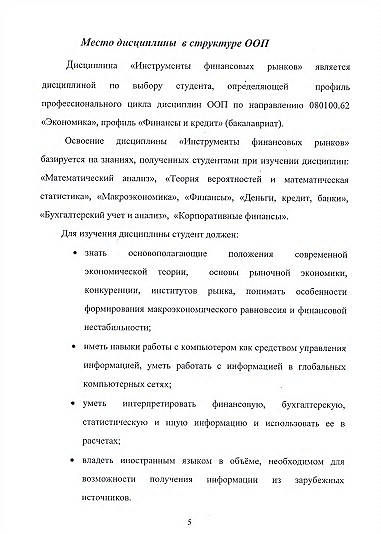 Место дисциплины в структуре ООП
Дисциплина «Инструменты финансовых рынков» является
дисциплиной по выбору студента, определяющей профиль
профессионального цикла дисциплин ООП по направлению 080100.62
«Экономика», профиль «Финансы и кредит» (бакалавриат).
Освоение дисциплины «Инструменты финансовых рынков»
базируется на знаниях, полученных студентами при изучении дисциплин:
«Математический анализ», «Теория вероятностей и математическая
статистика», «Макроэкономика», «Финансы», «Деньги, кредит, банки»,
«Бухгалтерский учет и анализ», «Корпоративные финансы».
Для изучения дисциплины студент должен:
• знать основополагающие положения современной
экономической теории, основы рыночной экономики,
конкуренции, институтов рынка, понимать особенности
формирования макроэкономического равновесия и финансовой
нестабильности;
• иметь навыки работы с компьютером как средством управления
информацией, уметь работать с информацией в глобальных
компьютерных сетях;
• уметь интерпретировать финансовую, бухгалтерскую,
статистическую и иную информацию и использовать ее в
расчетах;
• владеть иностранным языком в объёме, необходимом для
возможности получения информации из зарубежных
источников.
5